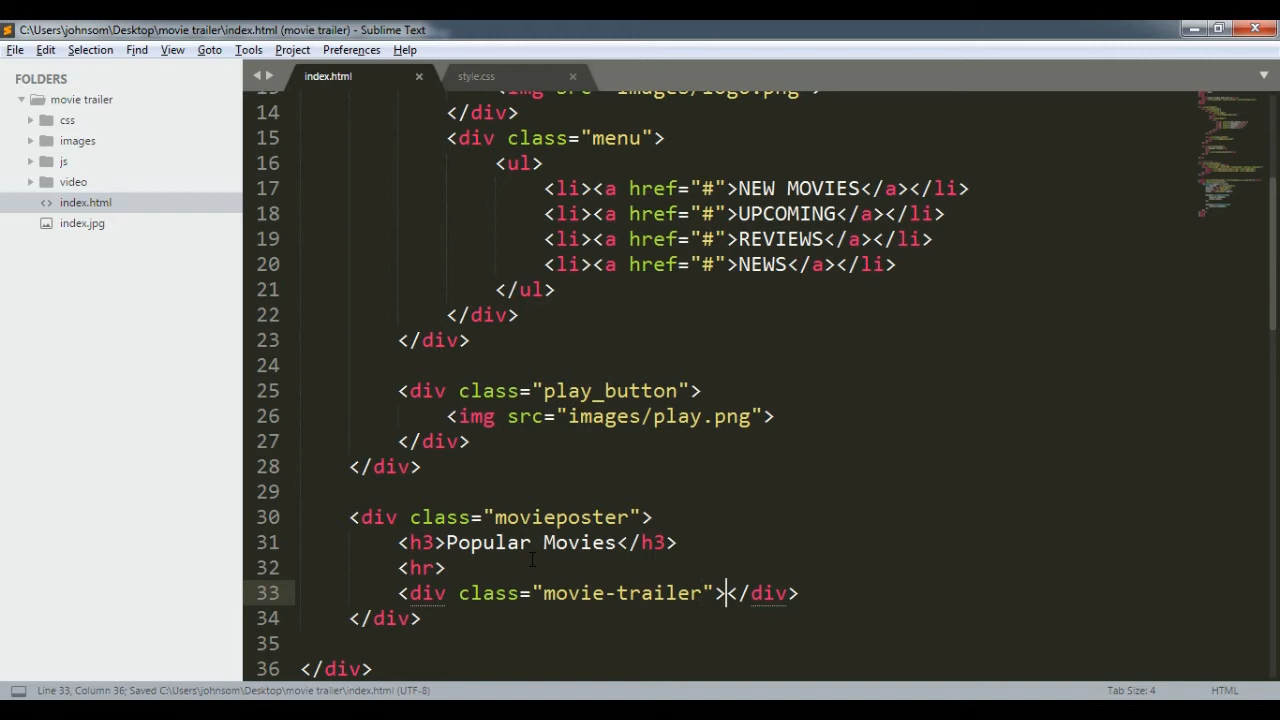 C:\Users\johnsom\Desktop\movie trailer\index.html (movie trailer) - Sublime Text
File Edit Selection Find View Goto Tools Project Preferences Help
FOLDERS
movie trailer
css
images
js
video
index.html
index.jpg
index.html style.css
14 </div>
15 <div class="menu">
16 <ul>
17 <li><a href="#">NEW MOVIES</a></li>
18 <li><a href="#">UPCOMING</a></li>
19 <li><a href="#">REVIEWS</a></li>
20 <li><a href="#">NEWS</a></li>
21 </ul>
22 </div>
23 </div>
24
25 <div class="play_button">
26 <img src="images/play.png">
27 </div>
28 </div>
29
30 <div class="movieposter">
31 <h3>Popular Movies</h3>
32 <hr>
33 <div class="movie-trailer"></div>
34 </div>
35
36 </div>
Line 33, Column 36; Saved C:\Users\johnsom\Desktop\movie trailer\index.html (UTF-8)
Tab Size: 4 HTML